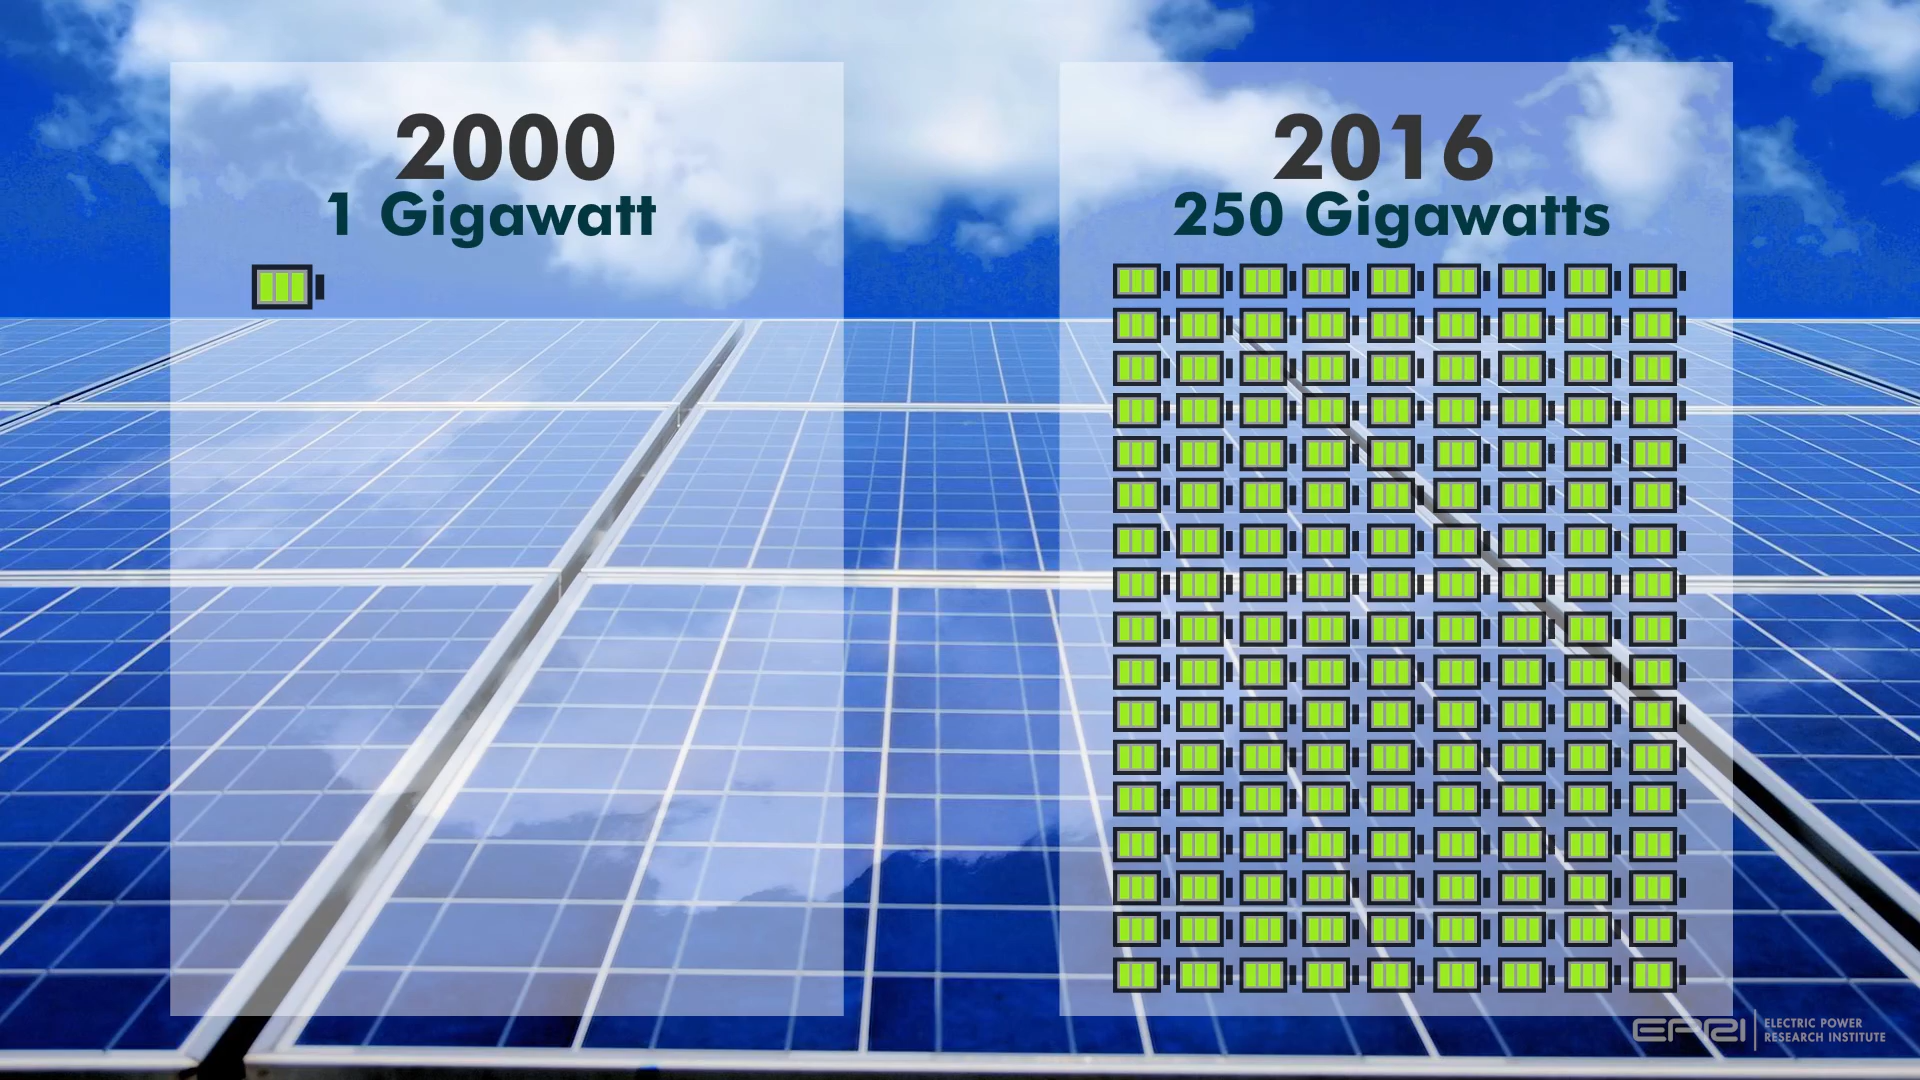 2000
1 Gigawatt
2016
250 Gigawatts
EPRI
ELECTRIC POWER
RESEARCH INSTITUTE